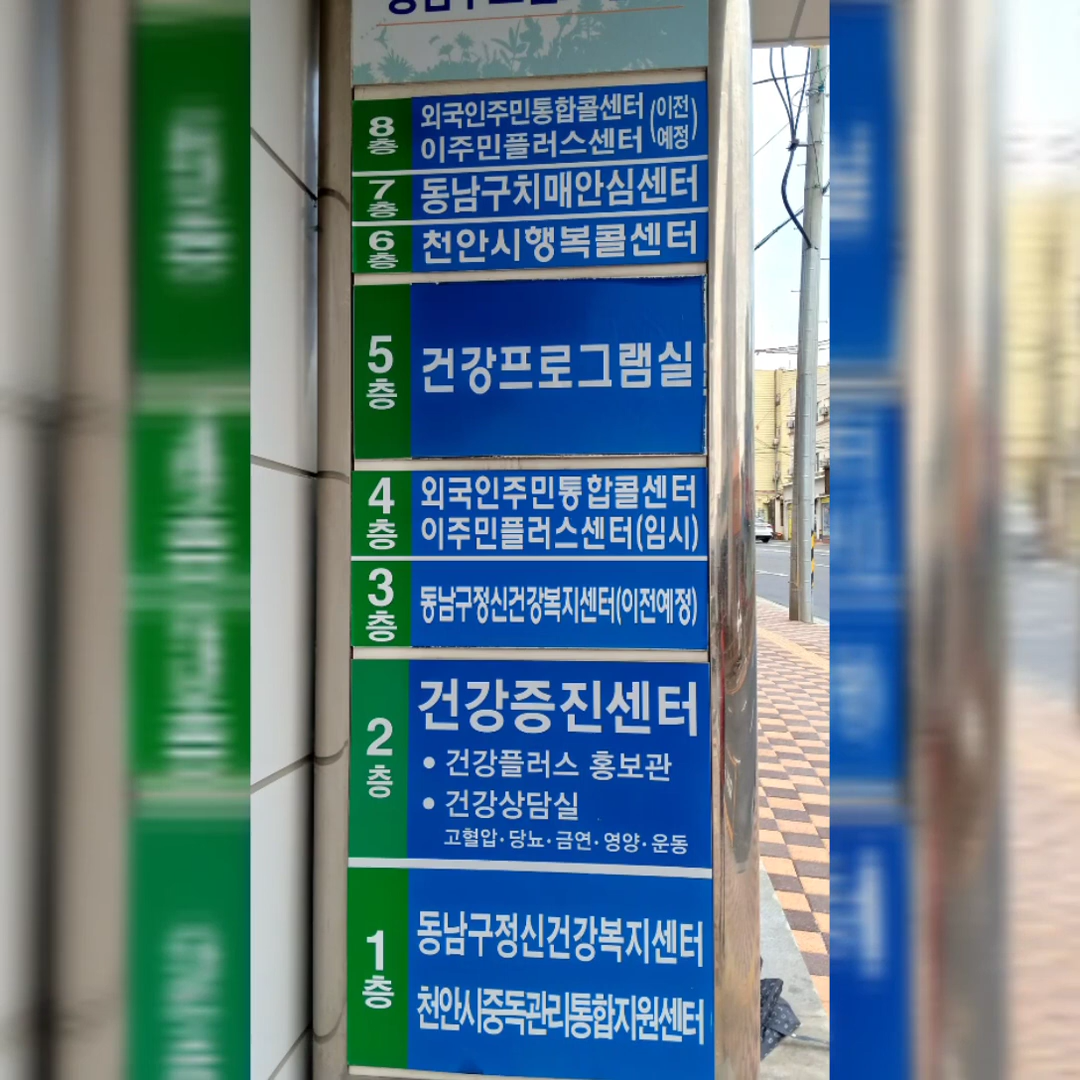 8층
외국인주민통합콜센터 (이전
이주민플러스센터 예정)
7층
동남구치매안심센터
6층
천안시행복콜센터
5층
건강프로그램실
4층
외국인주민통합콜센터
이주민플러스센터(임시)
3층
동남구정신건강복지센터(이전예정)
2층
건강증진센터
• 건강플러스 홍보관
• 건강상담실
고혈압·당뇨·금연·영양·운동
1층
동남구정신건강복지센터
천안시중독관리통합지원센터